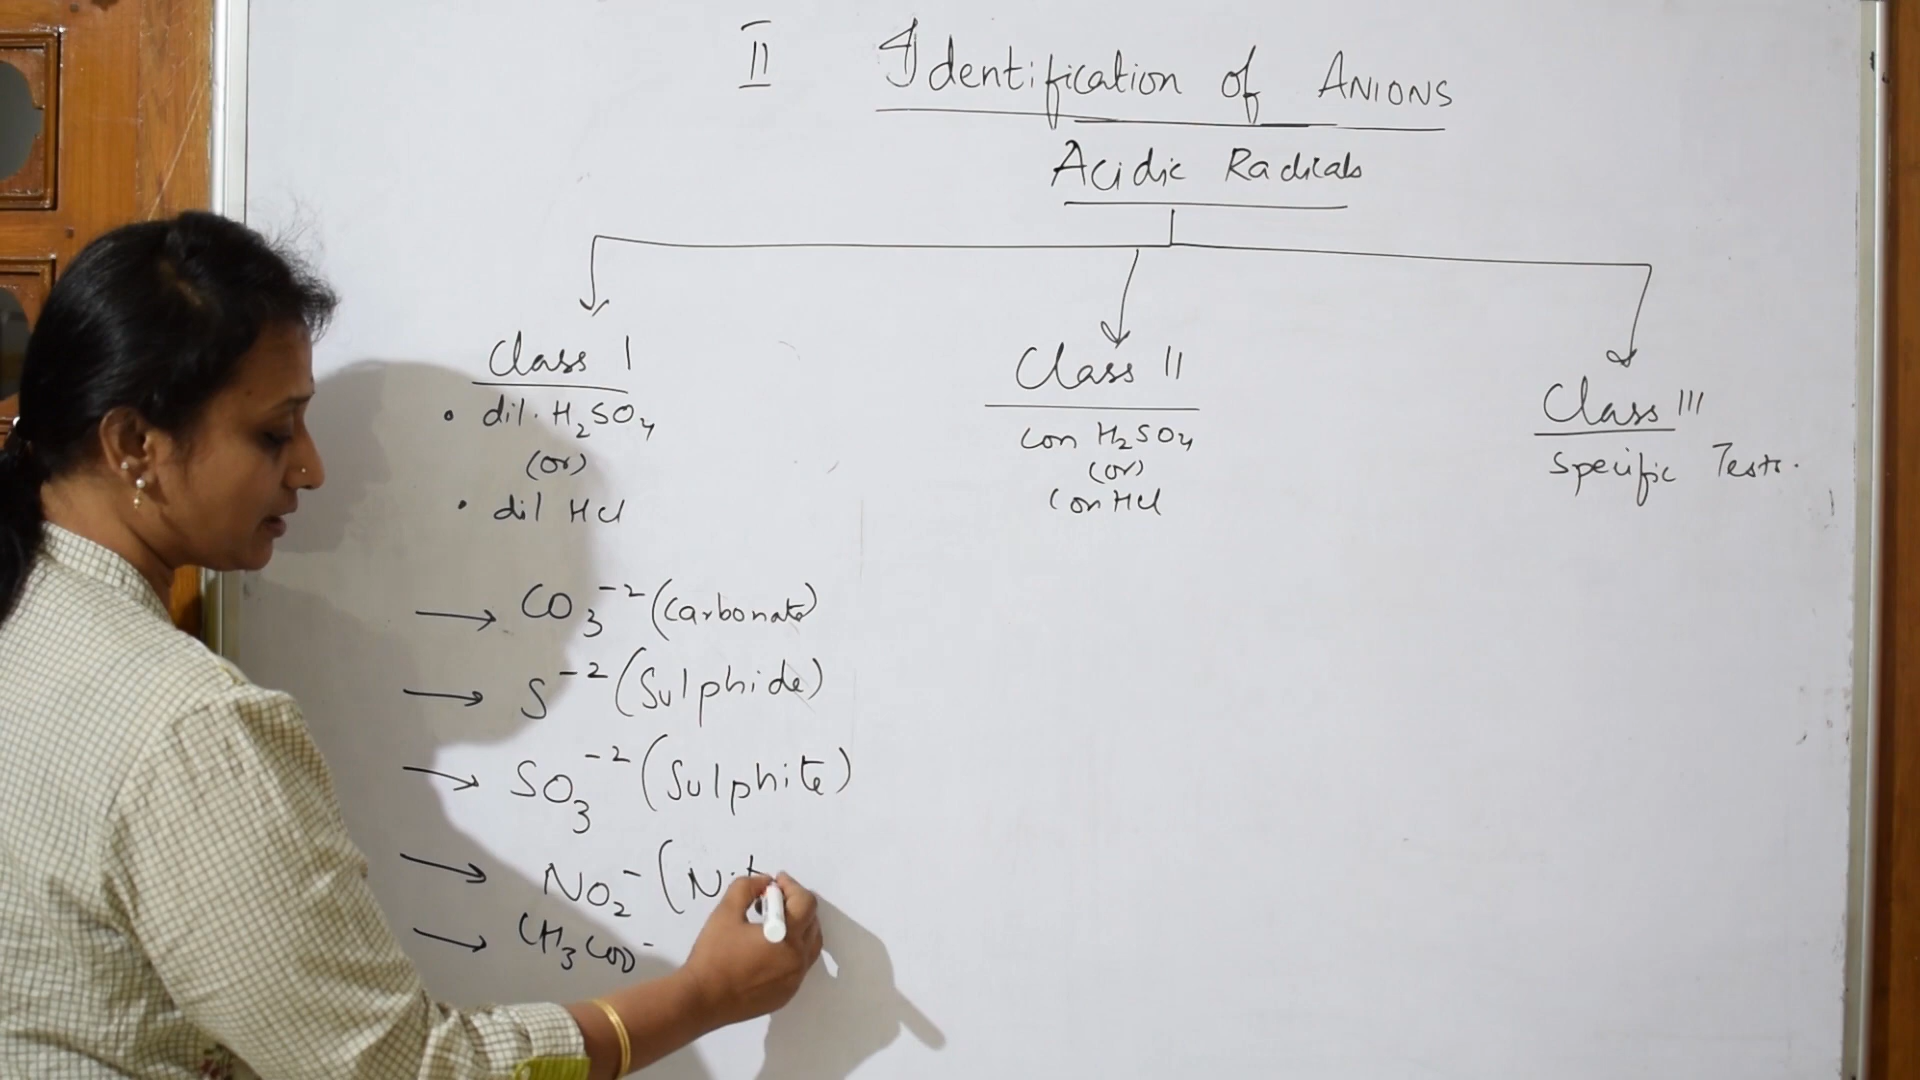 II Identification of ANIONS
Acidic Radicals
Class I
• dil. H2SO4
(or)
• dil HCl
→ CO3^-2 (Carbonate)
→ S^-2 (Sulphide)
→ SO3^-2 (Sulphite)
→ NO2^- (Nit
→ CH3COO^-
Class II
Con H2SO4
(or)
Con HCl
Class III
Specific Tests.